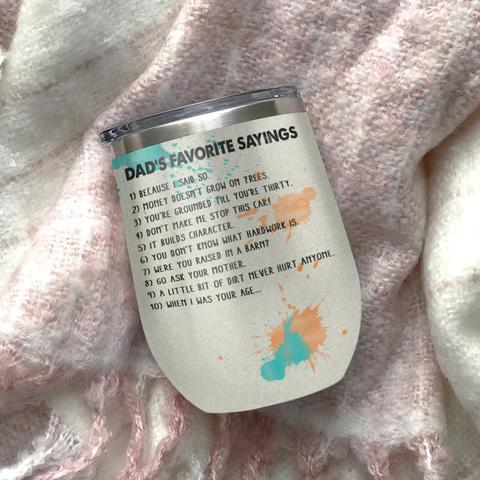 DAD'S FAVORITE SAYINGS
1) BECAUSE I SAID SO.
2) MONEY DOESN'T GROW ON TREES.
3) YOU'RE GROUNDED TILL YOU'RE THIRTY.
4) DON'T MAKE ME STOP THIS CAR!
5) IT BUILDS CHARACTER.
6) YOU DON'T KNOW WHAT HARDWORK IS.
7) WERE YOU RAISED IN A BARN?
8) GO ASK YOUR MOTHER.
9) A LITTLE BIT OF DIRT NEVER HURT ANYONE.
10) WHEN I WAS YOUR AGE...